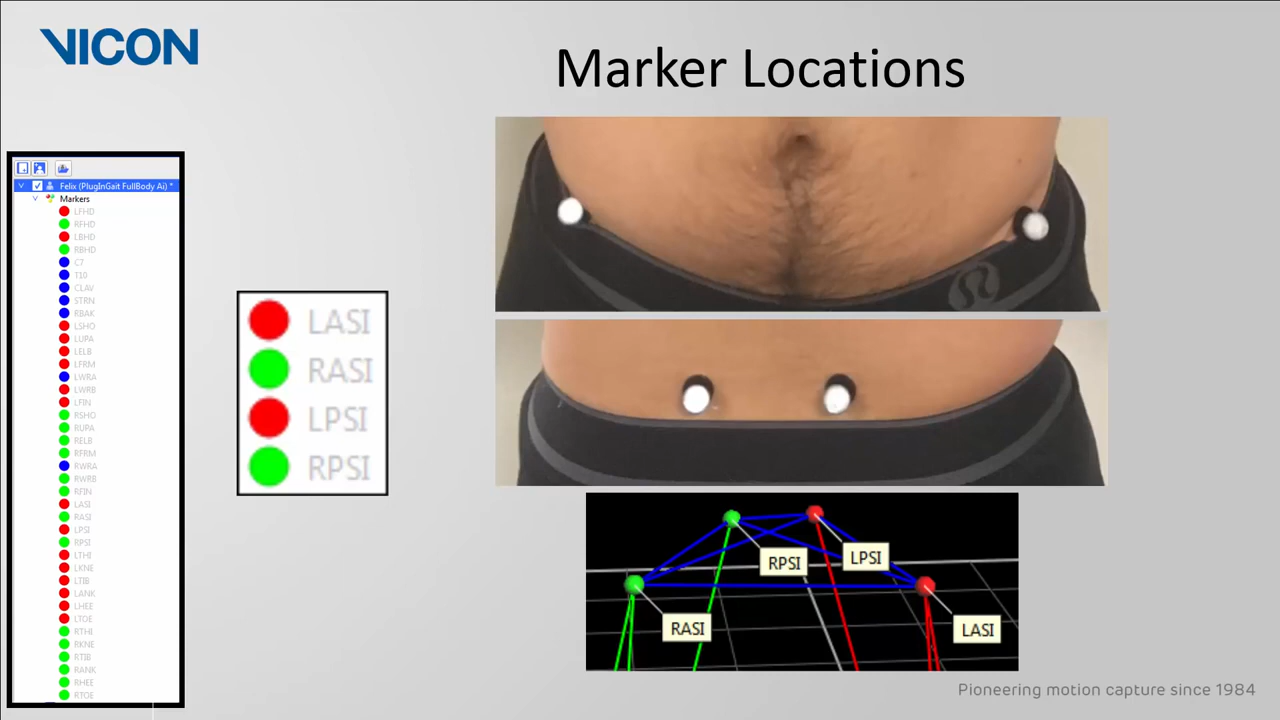 VICON
Marker Locations
Felix (PlugInGait FullBody Ai) *
Markers
LFHD
RFHD
LBHD
RBHD
C7
T10
CLAV
STRN
RBAK
LSHO
LUPA
LELB
LFRM
LWRA
LWRB
LFIN
RSHO
RUPA
RELB
RFRM
RWRA
RWRB
RFIN
LASI
RASI
LPSI
RPSI
LTHI
LKNE
LTIB
LANK
LHEE
LTOE
RTHI
RKNE
RTIB
RANK
RHEE
RTOE
LASI
RASI
LPSI
RPSI
RPSI
LPSI
RASI
LASI
Pioneering motion capture since 1984